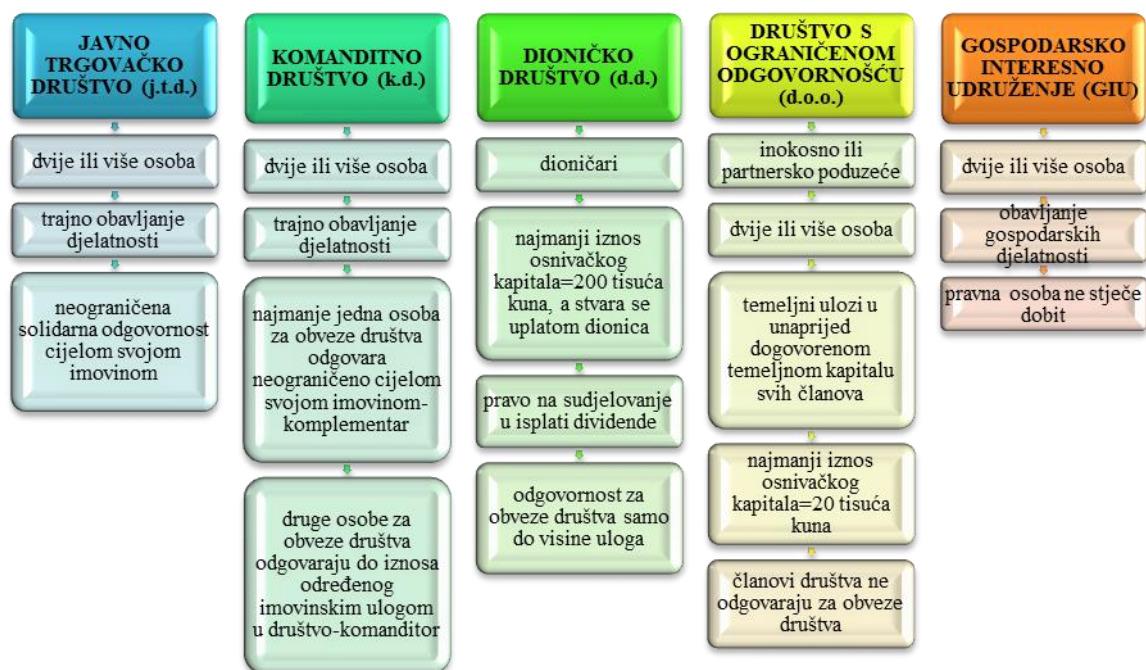 JAVNO
TRGOVAČKO
DRUŠTVO (j.t.d.)
dvije ili više osoba
trajno obavljanje
djelatnosti
neograničena
solidarna odgovornost
cijelom svojom
imovinom
KOMANDITNO
DRUŠTVO (k.d.)
dvije ili više osoba
trajno obavljanje
djelatnosti
najmanje jedna osoba
za obveze društva
odgovara
neograničeno cijelom
svojom imovinom-
komplementar
druge osobe za
obveze društva
odgovaraju do iznosa
određenog
imovinskim ulogom
u društvo-komanditor
DIONIČKO
DRUŠTVO (d.d.)
dioničari
najmanji iznos
osnivačkog
kapitala=200 tisuća
kuna, a stvara se
uplatom dionica
pravo na sudjelovanje
u isplati dividende
odgovornost za
obveze društva samo
do visine uloga
DRUŠTVO S
OGRANIČENOM
ODGOVORNOŠĆU
(d.o.o.)
inokosno ili
partnersko poduzeće
dvije ili više osoba
temeljni ulozi u
unaprijed
dogovorenom
temeljnom kapitalu
svih članova
najmanji iznos
osnivačkog
kapitala=20 tisuća
kuna
članovi društva ne
odgovaraju za obveze
društva
GOSPODARSKO
INTERESNO
UDRUŽENJE (GIU)
dvije ili više osoba
obavljanje
gospodarskih
djelatnosti
pravna osoba ne stječe
dobit